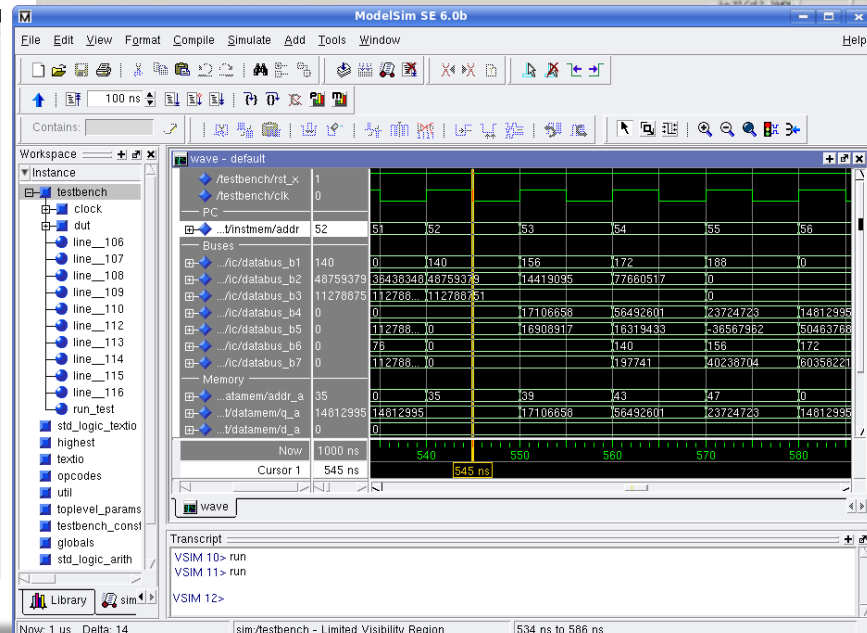 ModelSim SE 6.0b
File Edit View Format Compile Simulate Add Tools Window Help
100 ns
Contains:
Workspace
Instance
testbench
clock
dut
line__106
line__107
line__108
line__109
line__110
line__112
line__113
line__114
line__115
line__116
run_test
std_logic_textio
highest
textio
opcodes
util
toplevel_params
testbench_const
globals
std_logic_arith
Library sim
wave - default
/testbench/rst_x 1
/testbench/clk 0
PC
...t/instmem/addr 52 51 52 53 54 55 56
Buses
.../ic/databus_b1 140 0 140 156 172 188 0
.../ic/databus_b2 48759379 36438348 48759379 14419095 77660517 0
.../ic/databus_b3 11278875 112788... 112788751 0
.../ic/databus_b4 0 0 17106658 56492601 23724723 14812995
.../ic/databus_b5 0 112788... 0 16908917 16319433 -36567962 50463768
.../ic/databus_b6 0 76 0 140 156 172
.../ic/databus_b7 0 112788... 0 197741 40238704 60358221
Memory
...atamem/addr_a 35 0 35 39 43 47 0
...t/datamem/q_a 14812995 14812995 17106658 56492601 23724723 14812995
...t/datamem/d_a 0 0
Now 1000 ns 540 550 560 570 580
Cursor 1 545 ns 545 ns
wave
Transcript
VSIM 10> run
VSIM 11> run
VSIM 12>
Now: 1 us Delta: 14 sim:/testbench - Limited Visibility Region 534 ns to 586 ns